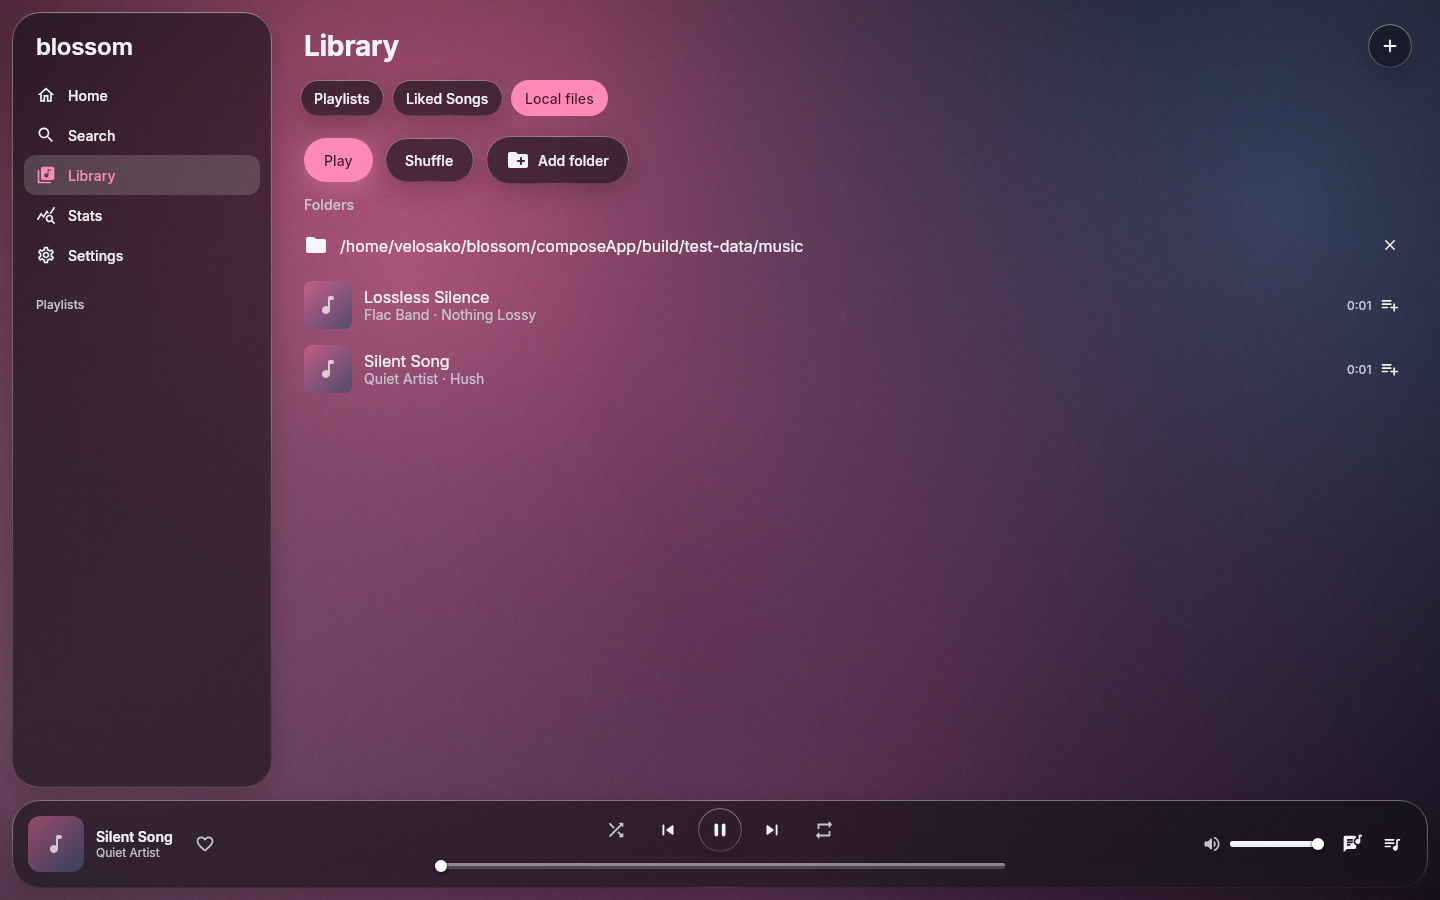 blossom
Home
Search
Library
Stats
Settings
Playlists
Library
Playlists
Liked Songs
Local files
Play
Shuffle
Add folder
Folders
/home/velosako/blossom/composeApp/build/test-data/music
Lossless Silence
Flac Band · Nothing Lossy
0:01
Silent Song
Quiet Artist · Hush
0:01
Silent Song
Quiet Artist